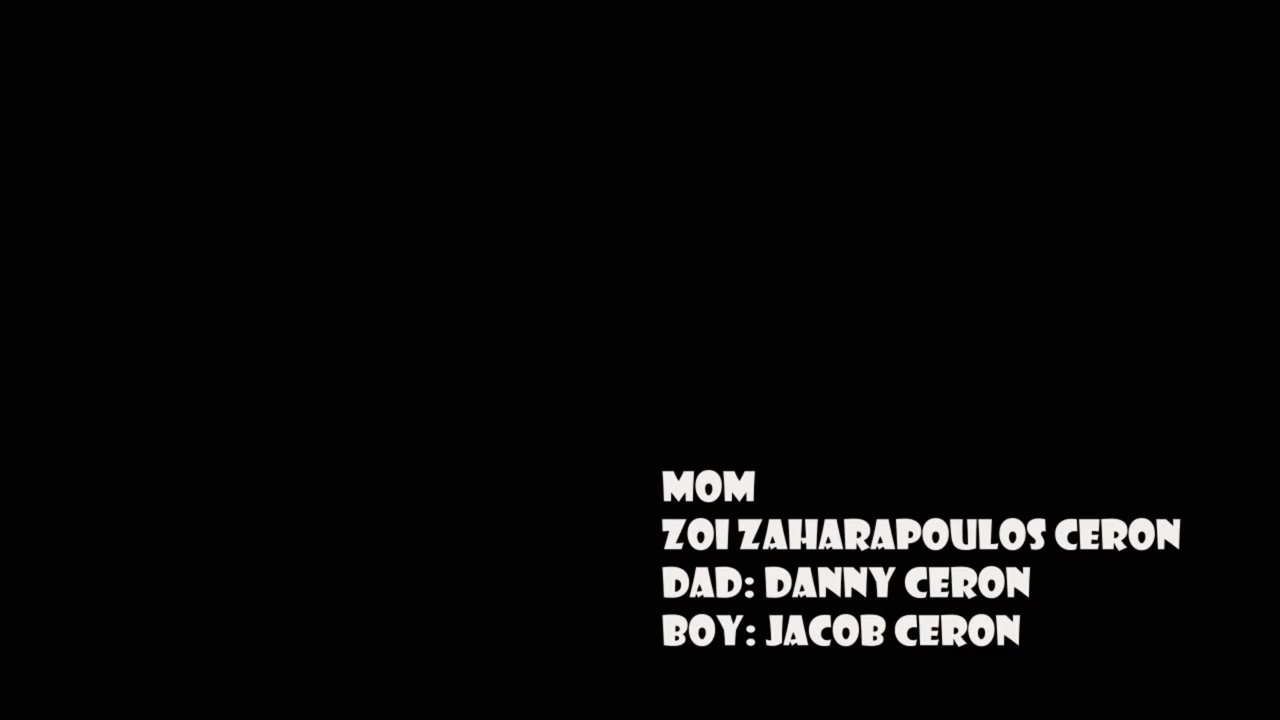 MOM
ZOI ZAHARAPOULOS CERON
DAD: DANNY CERON
BOY: JACOB CERON